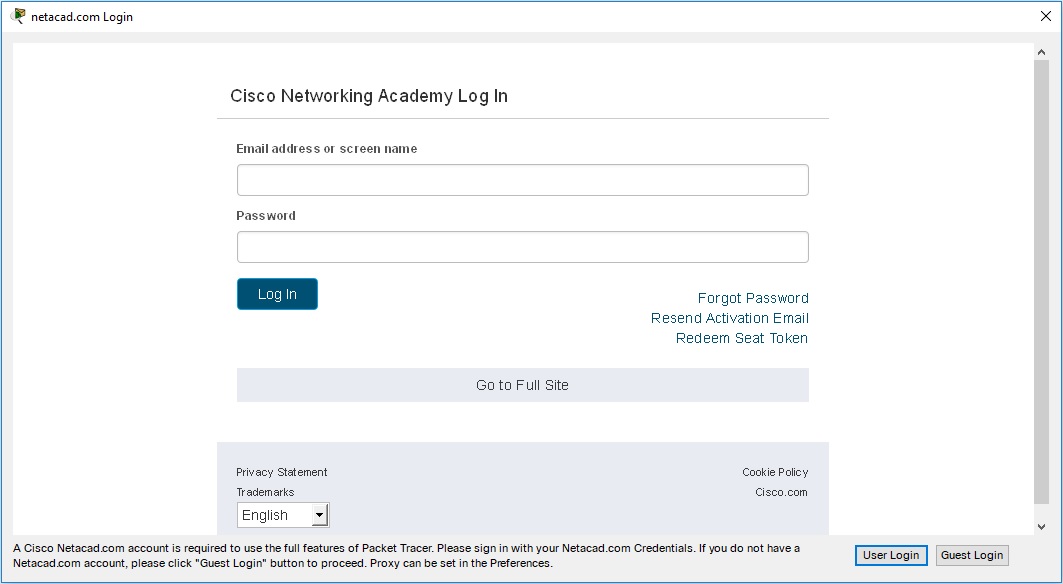 netacad.com Login
Cisco Networking Academy Log In
Email address or screen name
Password
Log In
Forgot Password
Resend Activation Email
Redeem Seat Token
Go to Full Site
Privacy Statement
Cookie Policy
Trademarks
Cisco.com
English
A Cisco Netacad.com account is required to use the full features of Packet Tracer. Please sign in with your Netacad.com Credentials. If you do not have a
Netacad.com account, please click "Guest Login" button to proceed. Proxy can be set in the Preferences.
User Login
Guest Login